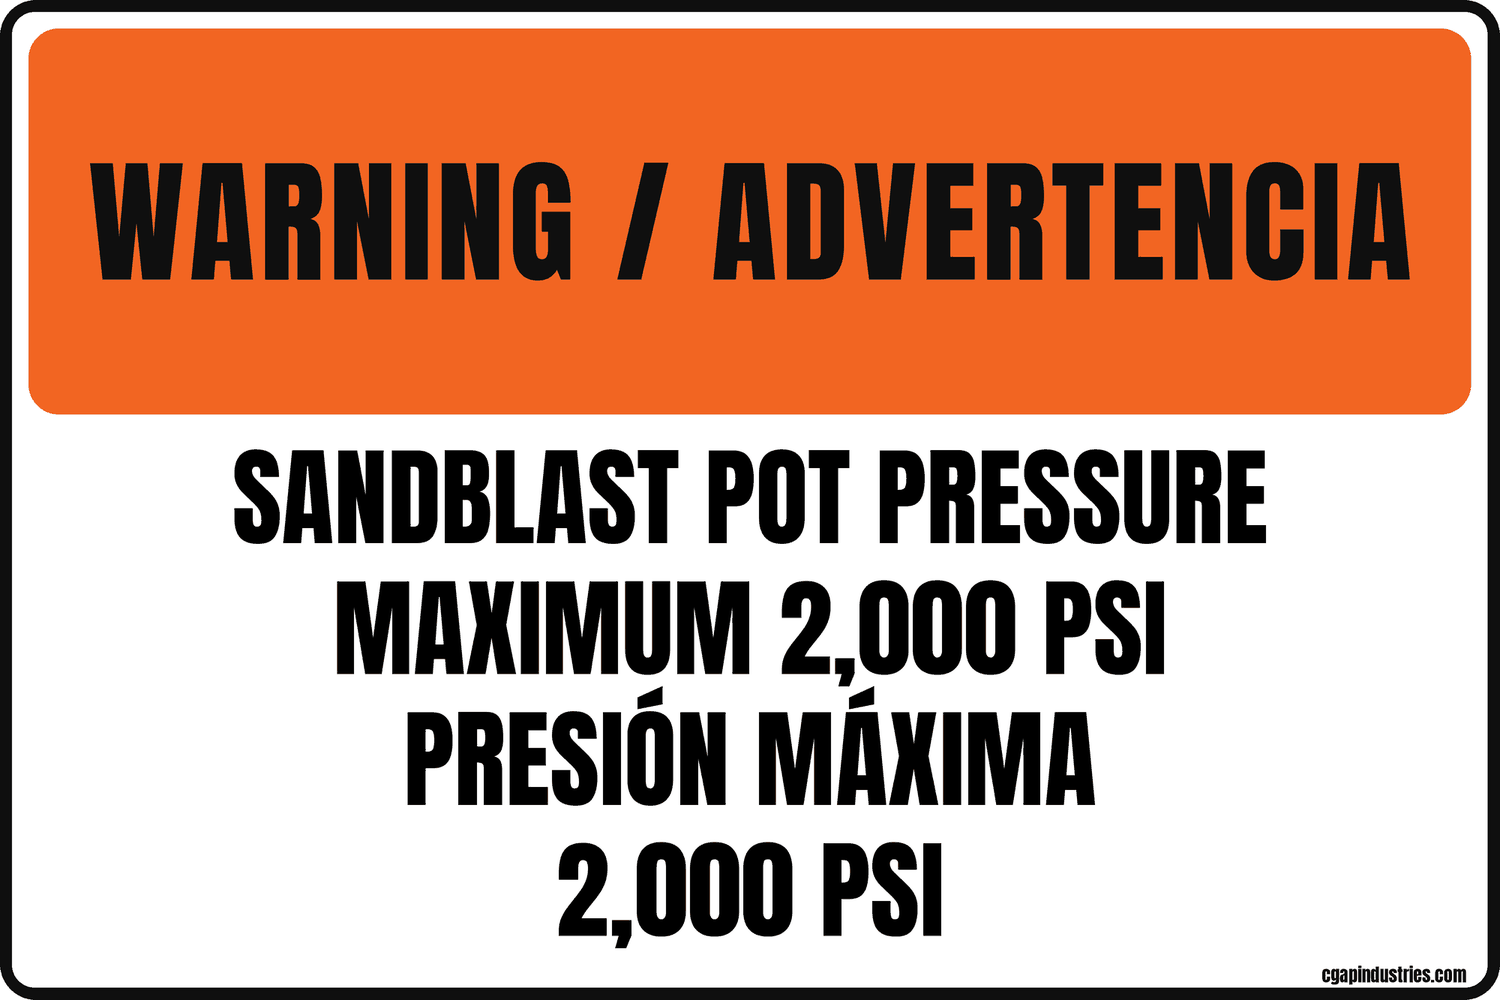 WARNING / ADVERTENCIA
SANDBLAST POT PRESSURE
MAXIMUM 2,000 PSI
PRESIÓN MÁXIMA
2,000 PSI
cgapindustries.com